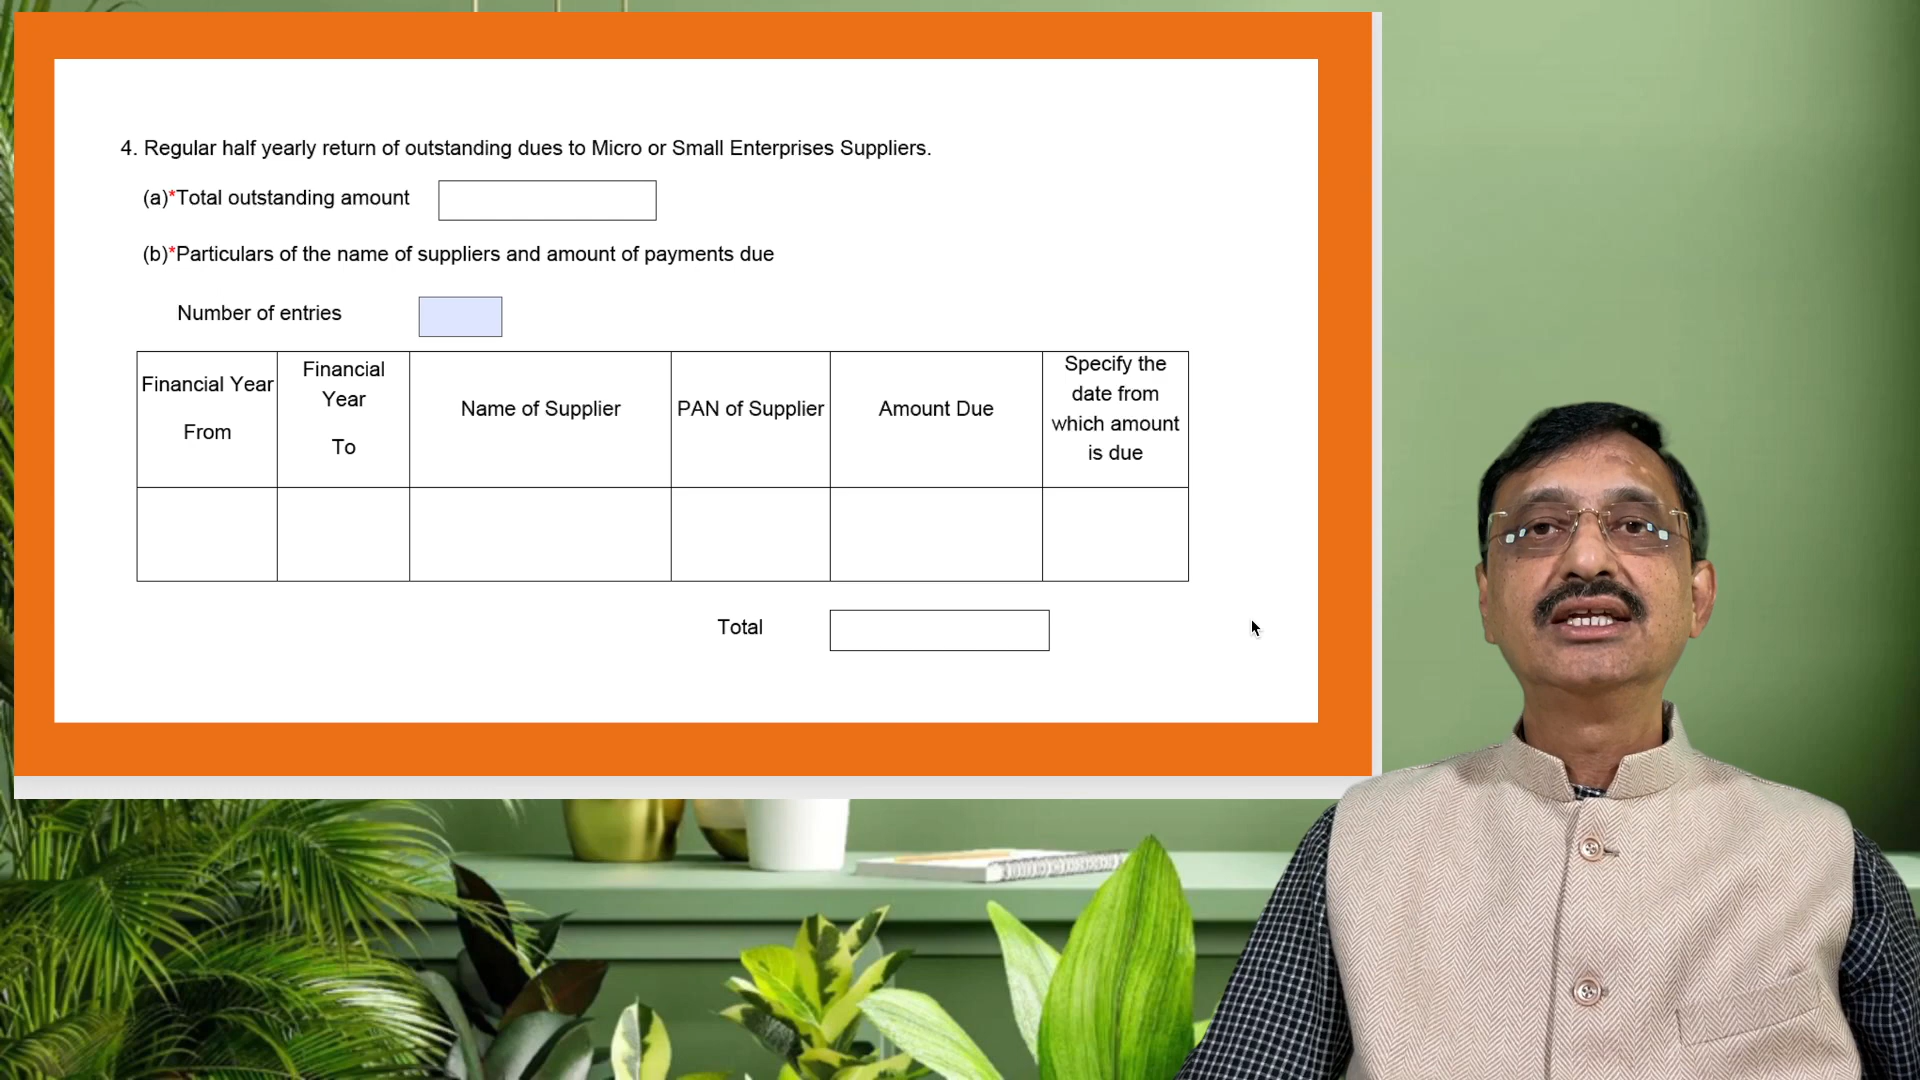 4. Regular half yearly return of outstanding dues to Micro or Small Enterprises Suppliers.
(a)*Total outstanding amount
(b)*Particulars of the name of suppliers and amount of payments due
Number of entries
Financial Year
From
Financial
Year
To
Name of Supplier
PAN of Supplier
Amount Due
Specify the
date from
which amount
is due
Total